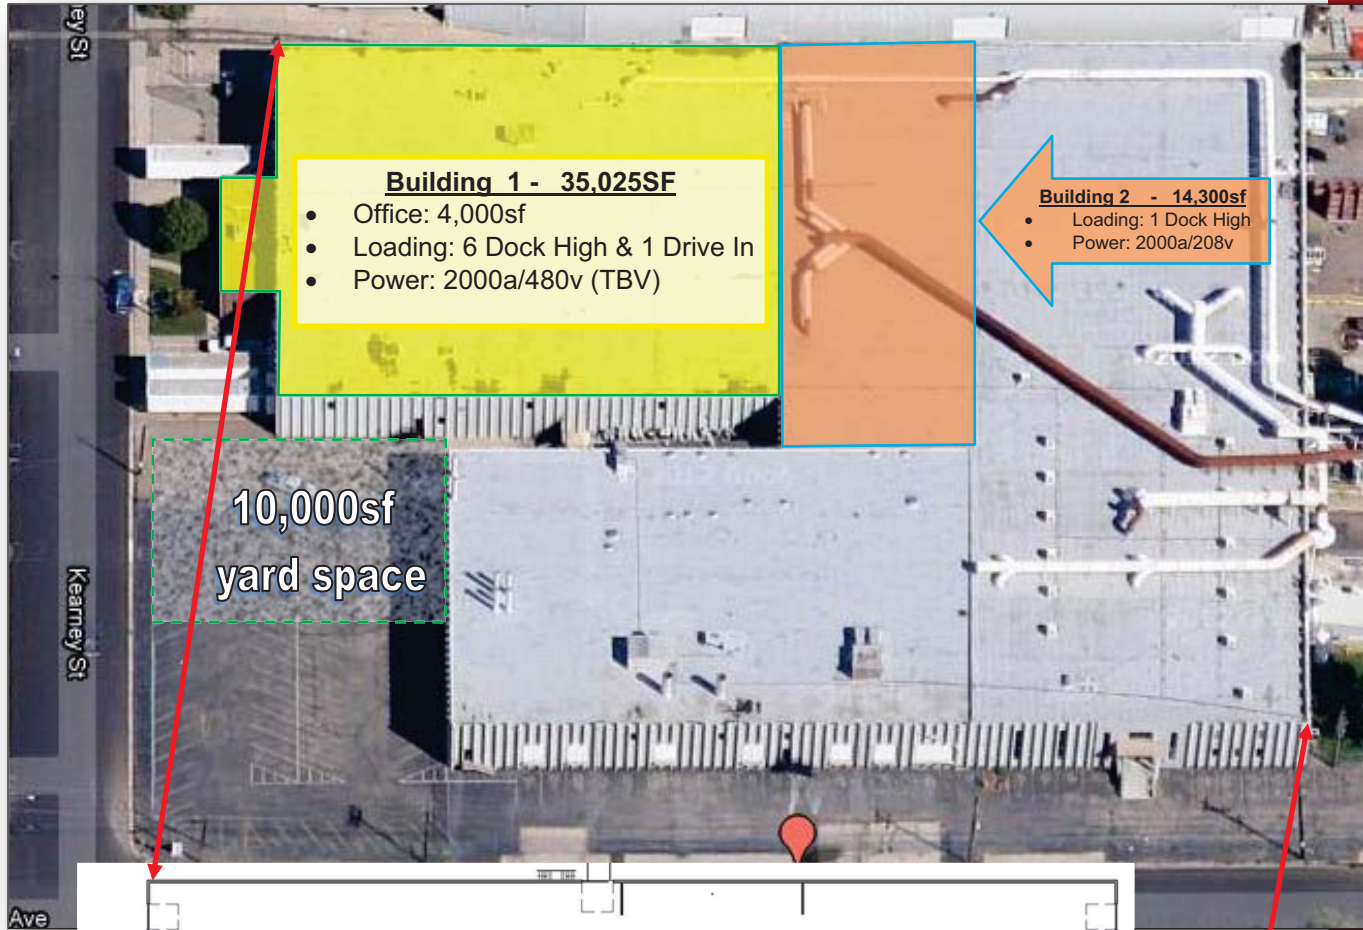 ney St
Building 1 - 35,025SF
• Office: 4,000sf
• Loading: 6 Dock High & 1 Drive In
• Power: 2000a/480v (TBV)
Building 2 - 14,300sf
• Loading: 1 Dock High
• Power: 2000a/208v
10,000sf
yard space
Kearney St
Ave